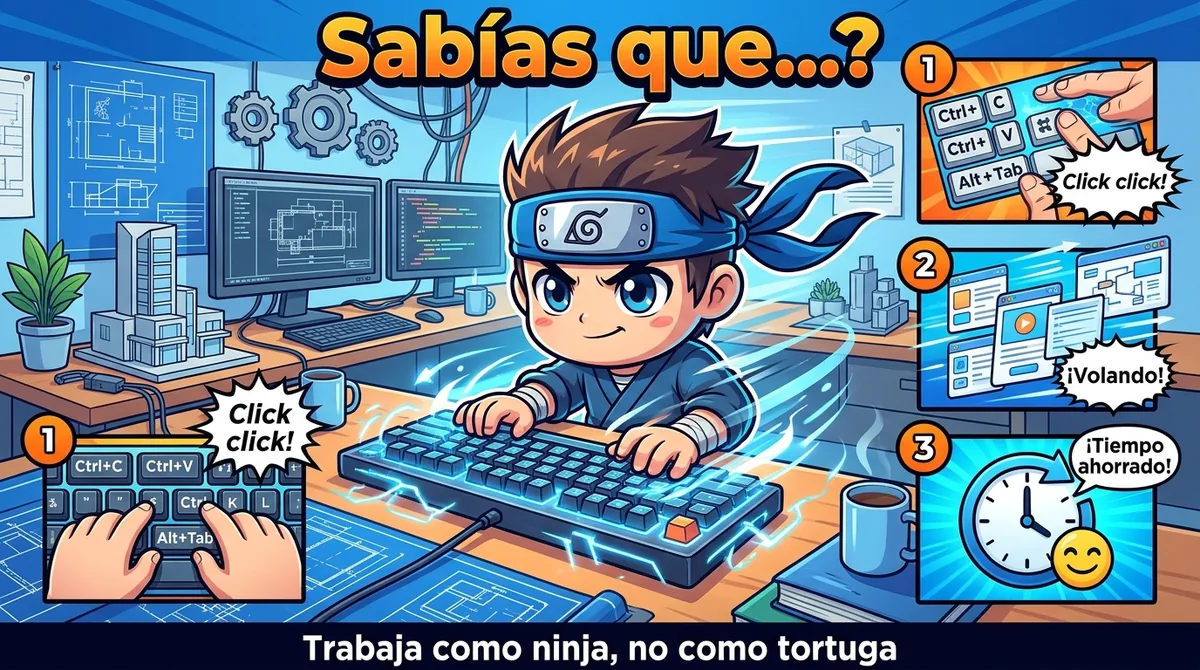 Sabías que...?
1
Ctrl+ C
Ctrl+ V
Alt+Tab
Click click!
2
¡Volando!
3
¡Tiempo
ahorrado!
1
Click
click!
Ctrl+C Ctrl+V
Ctrl K L
Alt+Tab
Trabaja como ninja, no como tortuga